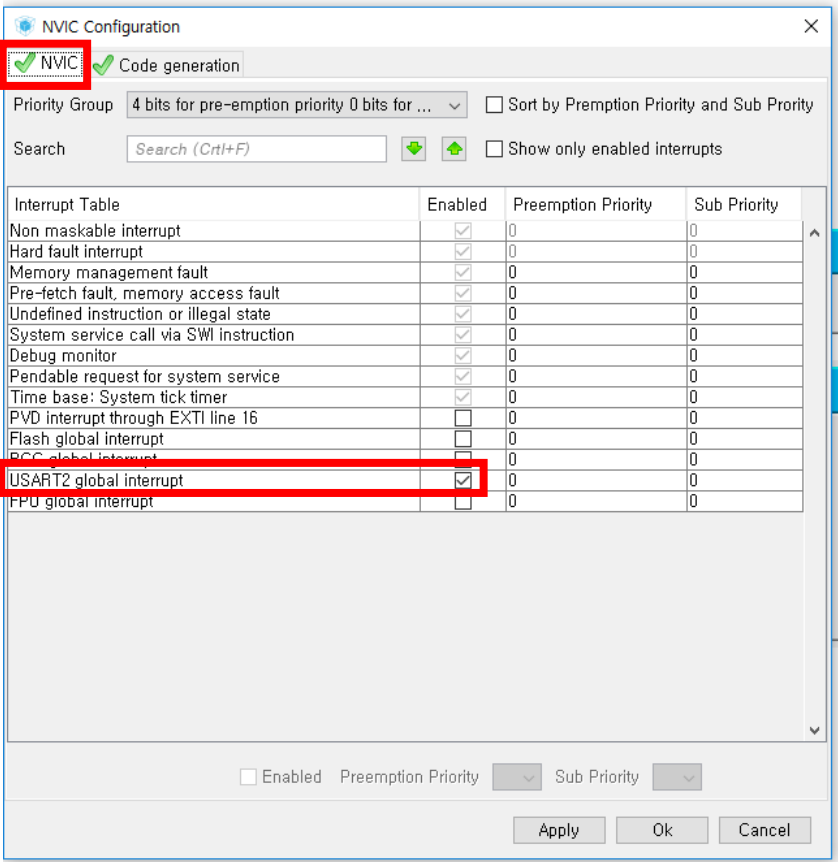 NVIC Configuration
NVIC Code generation
Priority Group 4 bits for pre-emption priority 0 bits for ... Sort by Premption Priority and Sub Prority
Search Search (Crtl+F) Show only enabled interrupts
Interrupt Table Enabled Preemption Priority Sub Priority
Non maskable interrupt 0 0
Hard fault interrupt 0 0
Memory management fault 0 0
Pre-fetch fault, memory access fault 0 0
Undefined instruction or illegal state 0 0
System service call via SWI instruction 0 0
Debug monitor 0 0
Pendable request for system service 0 0
Time base: System tick timer 0 0
PVD interrupt through EXTI line 16 0 0
Flash global interrupt 0 0
RCC global interrupt 0 0
USART2 global interrupt 0 0
FPU global interrupt 0 0
Enabled Preemption Priority Sub Priority
Apply Ok Cancel